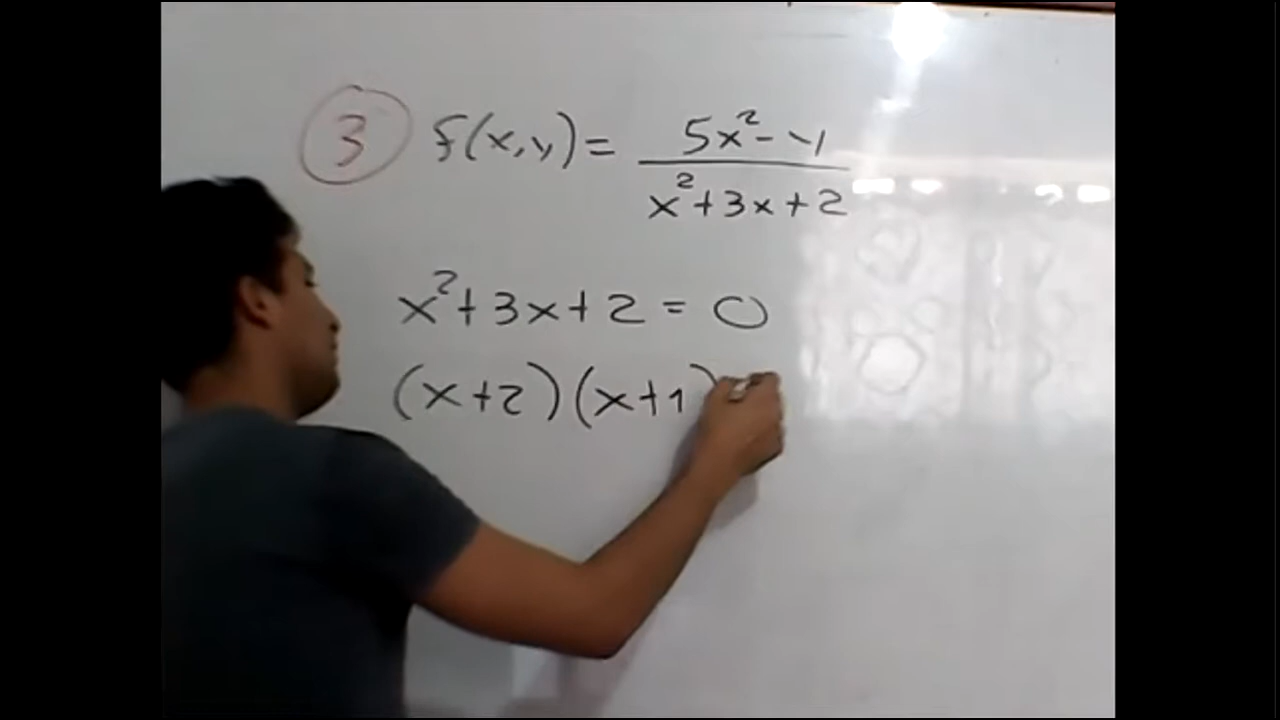 3 f(x,y) = 5x² - y
x² + 3x + 2
x² + 3x + 2 = 0
(x+2)(x+1)